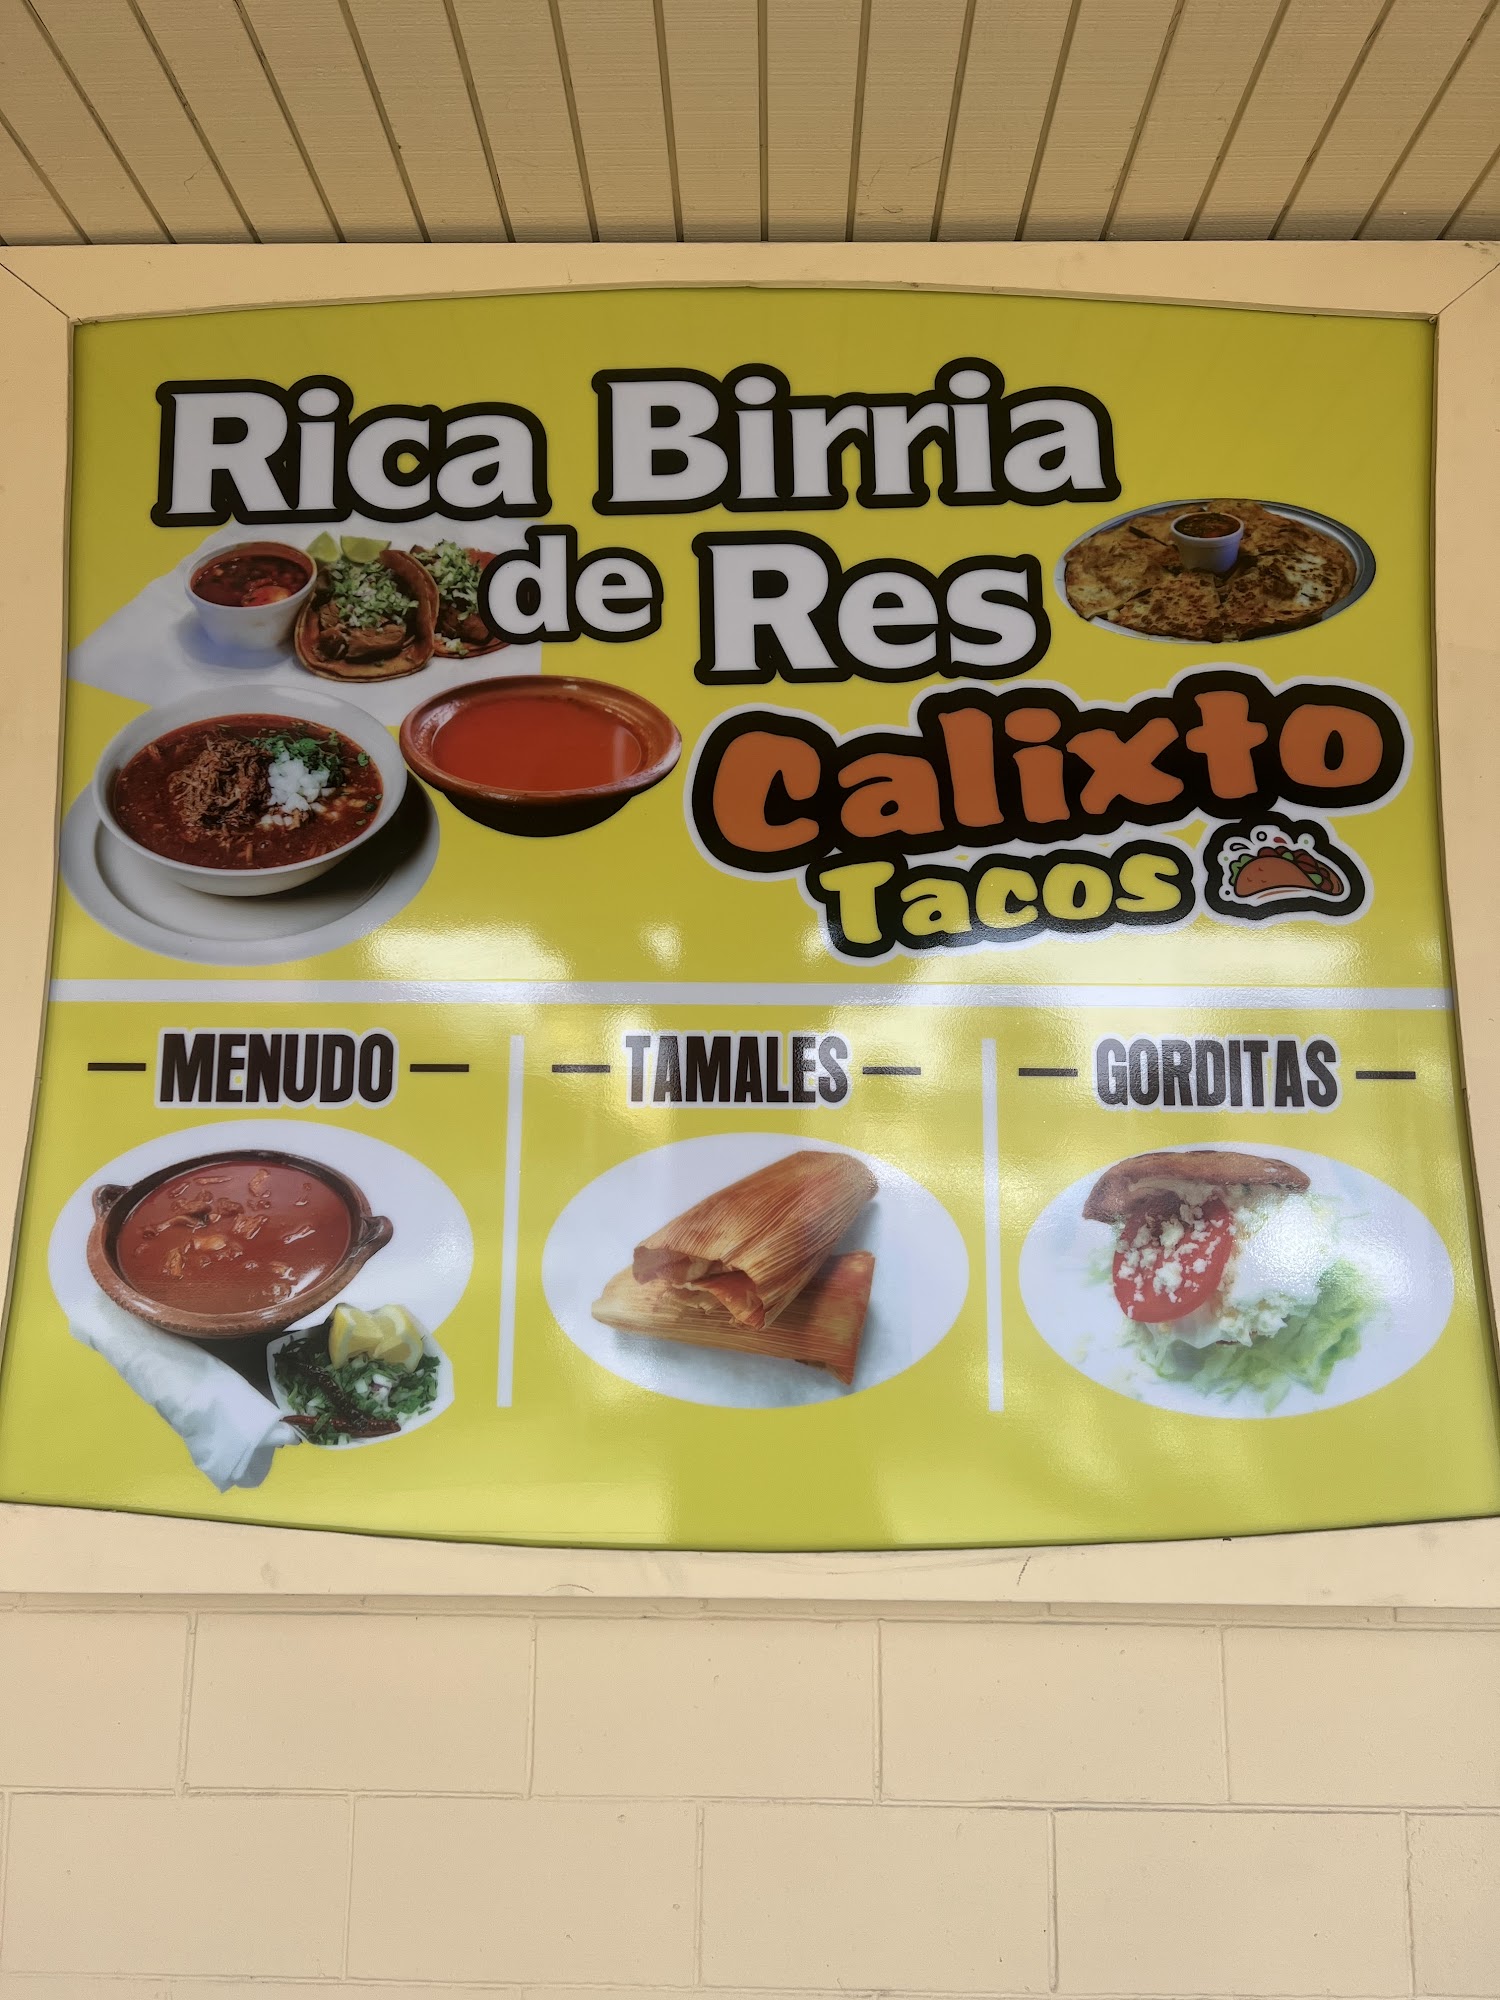 Rica Birria
de Res
Calixto
Tacos
— MENUDO —
— TAMALES —
— GORDITAS —